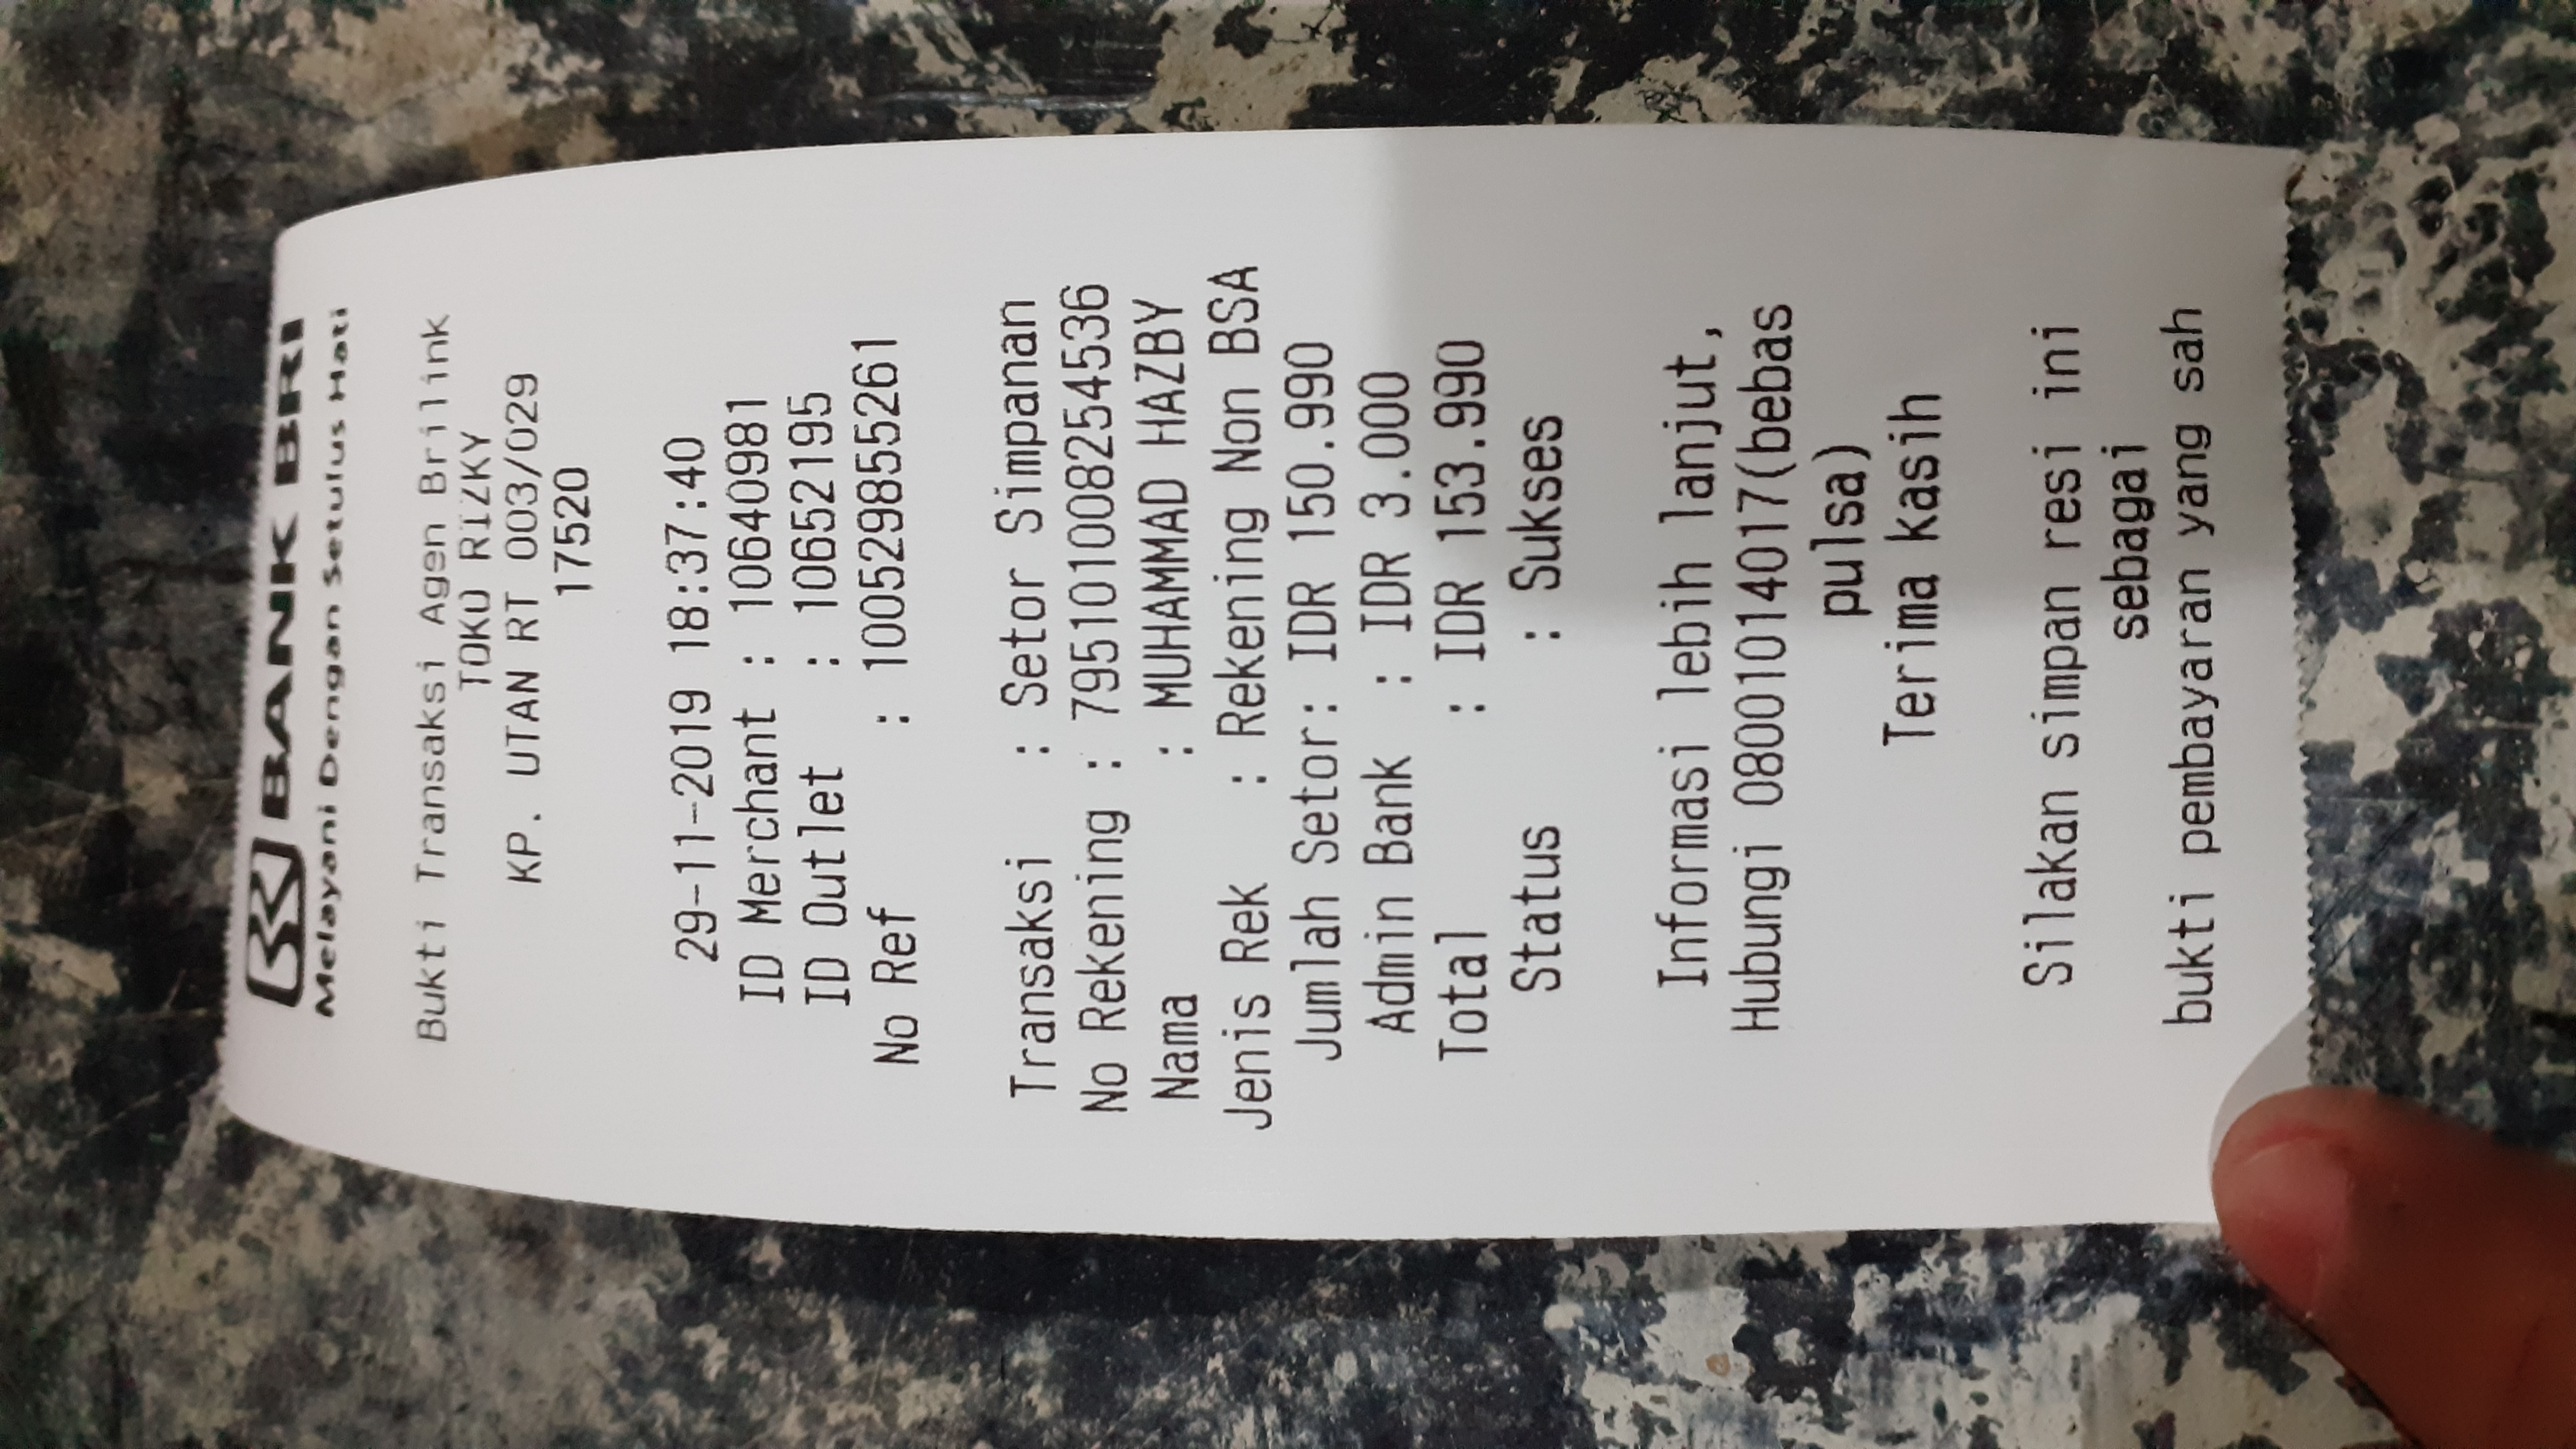 BANK BRI
Melayani Dengan Setulus Hati
Bukti Transaksi Agen Brilink
TOKO RIZKY
KP. UTAN RT 003/029
17520
29-11-2019 18:37:40
ID Merchant : 10640981
ID Outlet : 10652195
No Ref : 100529855261
Transaksi : Setor Simpanan
No Rekening : 795101008254536
Nama : MUHAMMAD HAZBY
Jenis Rek : Rekening Non BSA
Jumlah Setor: IDR 150.990
Admin Bank : IDR 3.000
Total : IDR 153.990
Status : Sukses
Informasi lebih lanjut,
Hubungi 08001014017(bebas
pulsa)
Terima kasih
Silakan simpan resi ini
sebagai
bukti pembayaran yang sah